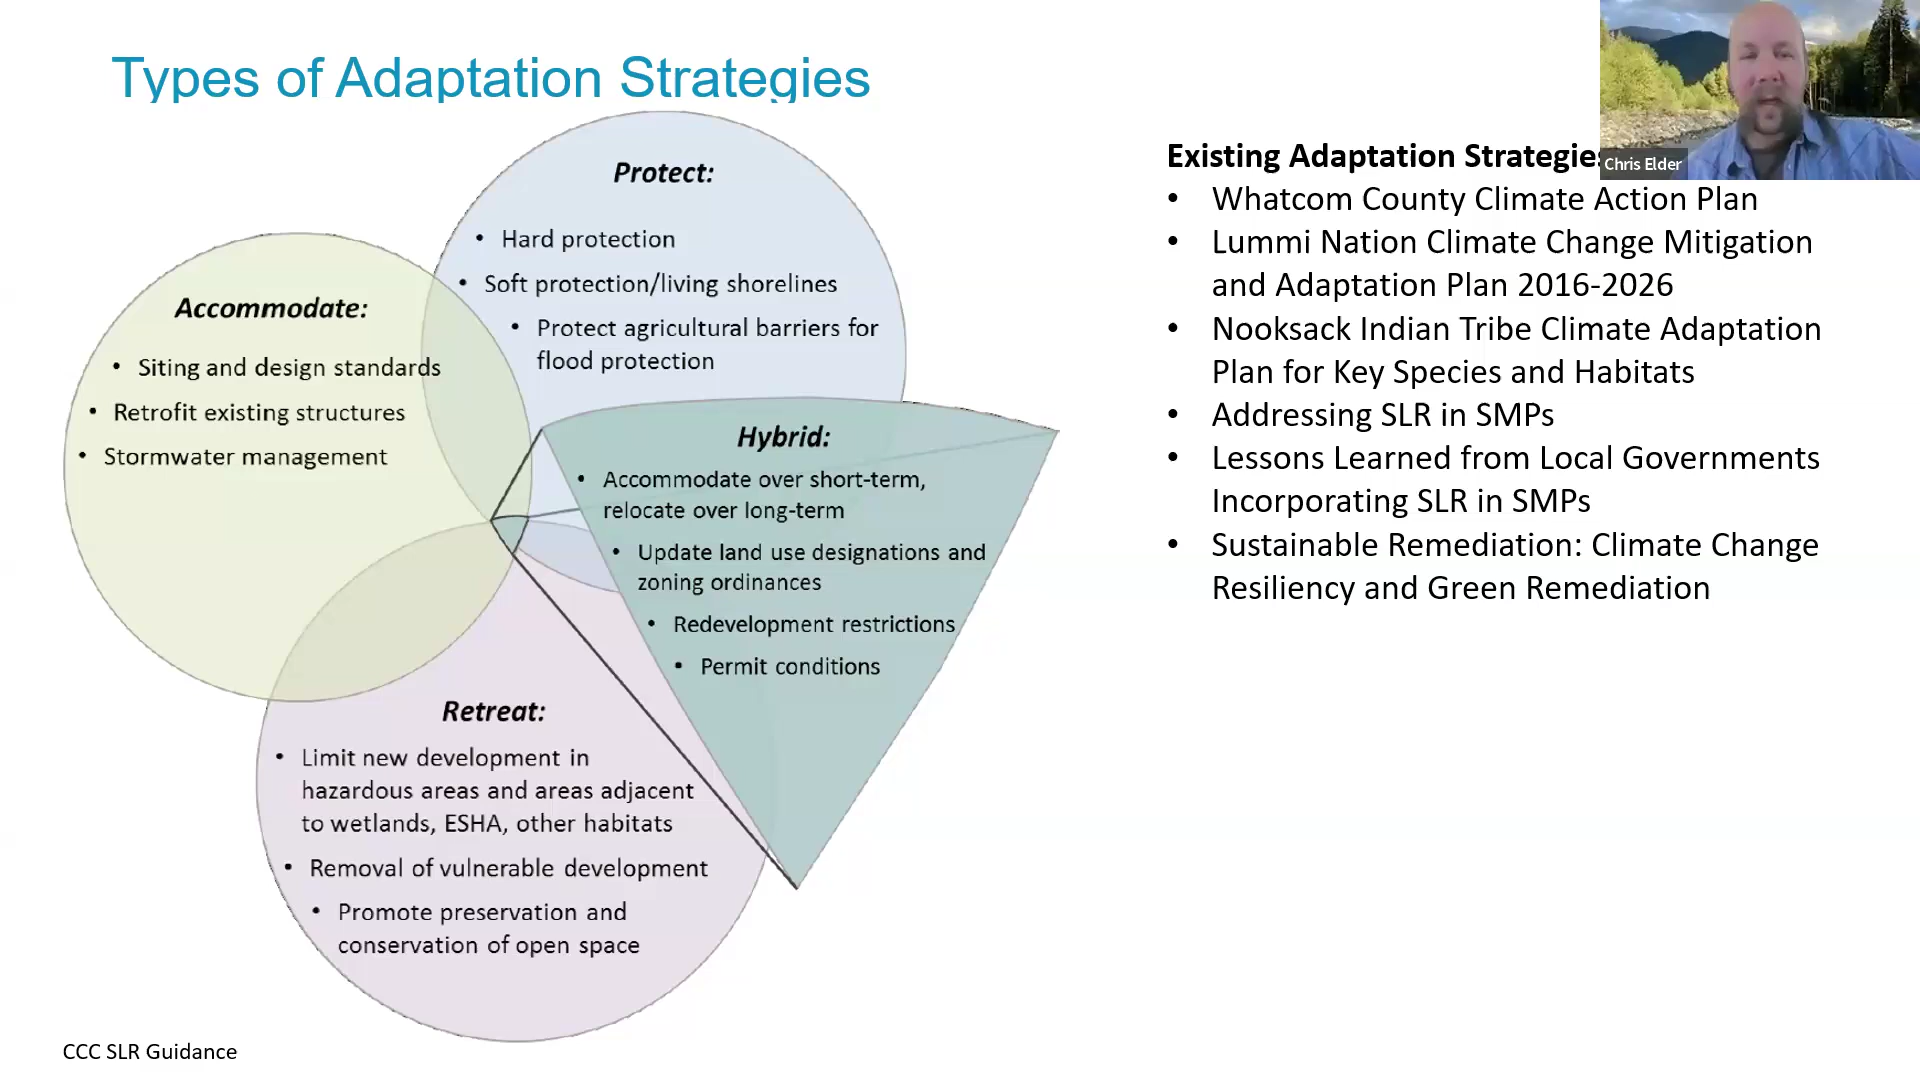 Types of Adaptation Strategies
Protect:
• Hard protection
• Soft protection/living shorelines
• Protect agricultural barriers for
flood protection
Accommodate:
• Siting and design standards
• Retrofit existing structures
• Stormwater management
Hybrid:
• Accommodate over short-term,
relocate over long-term
• Update land use designations and
zoning ordinances
• Redevelopment restrictions
• Permit conditions
Retreat:
• Limit new development in
hazardous areas and areas adjacent
to wetlands, ESHA, other habitats
• Removal of vulnerable development
• Promote preservation and
conservation of open space
CCC SLR Guidance
Existing Adaptation Strategies
• Whatcom County Climate Action Plan
• Lummi Nation Climate Change Mitigation
and Adaptation Plan 2016-2026
• Nooksack Indian Tribe Climate Adaptation
Plan for Key Species and Habitats
• Addressing SLR in SMPs
• Lessons Learned from Local Governments
Incorporating SLR in SMPs
• Sustainable Remediation: Climate Change
Resiliency and Green Remediation
Chris Elder